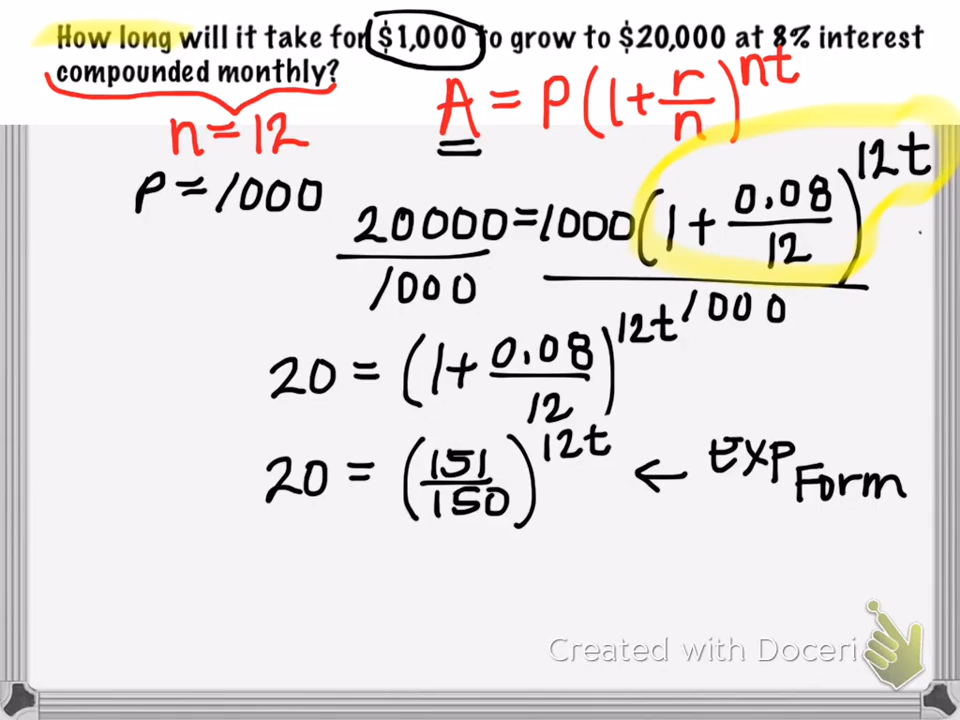 How long will it take for $1,000 to grow to $20,000 at 8% interest
compounded monthly?
A = P(1+r/n)^nt
n=12
P=1000
20000=1000(1+0.08/12)^12t
1000 1000
20 = (1+0.08/12)^12t
20 = (151/150)^12t ← EXP Form
Created with Doceri